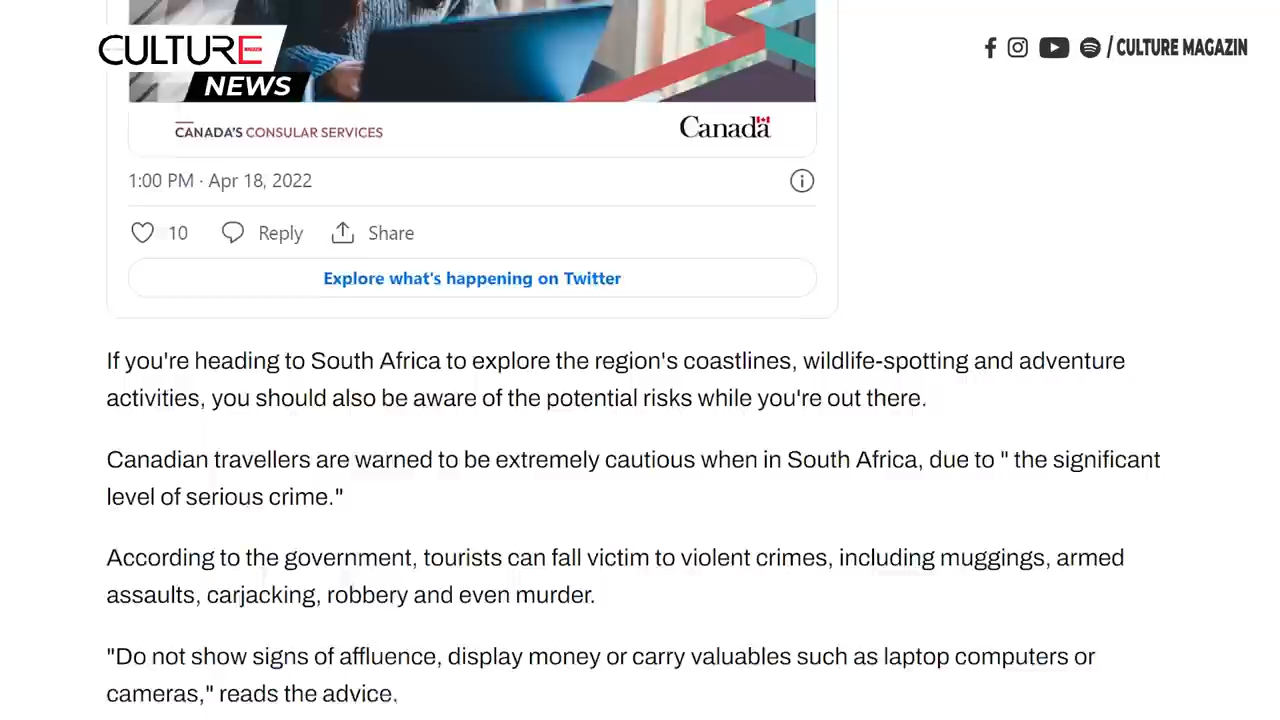 CULTURE
NEWS
/ CULTURE MAGAZIN
CANADA'S CONSULAR SERVICES
Canada
1:00 PM · Apr 18, 2022
10 Reply Share
Explore what's happening on Twitter
If you're heading to South Africa to explore the region's coastlines, wildlife-spotting and adventure
activities, you should also be aware of the potential risks while you're out there.
Canadian travellers are warned to be extremely cautious when in South Africa, due to " the significant
level of serious crime."
According to the government, tourists can fall victim to violent crimes, including muggings, armed
assaults, carjacking, robbery and even murder.
"Do not show signs of affluence, display money or carry valuables such as laptop computers or
cameras," reads the advice.